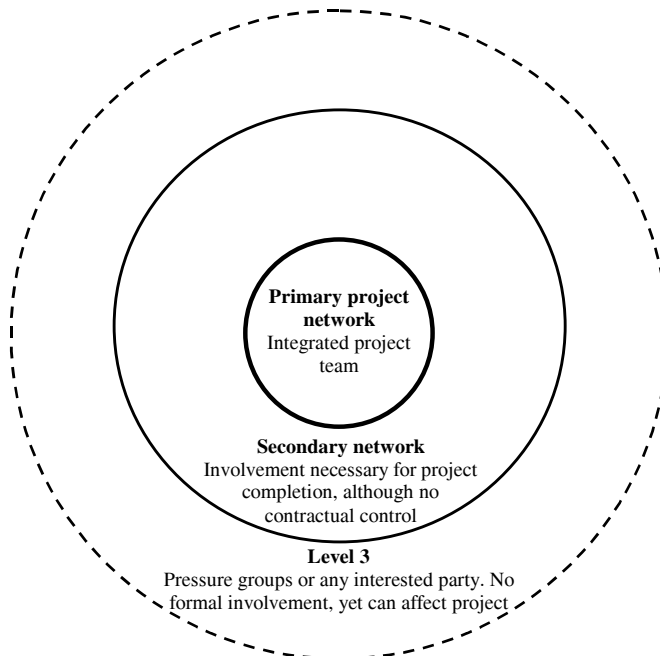 Primary project
network
Integrated project
team
Secondary network
Involvement necessary for project
completion, although no
contractual control
Level 3
Pressure groups or any interested party. No
formal involvement, yet can affect project